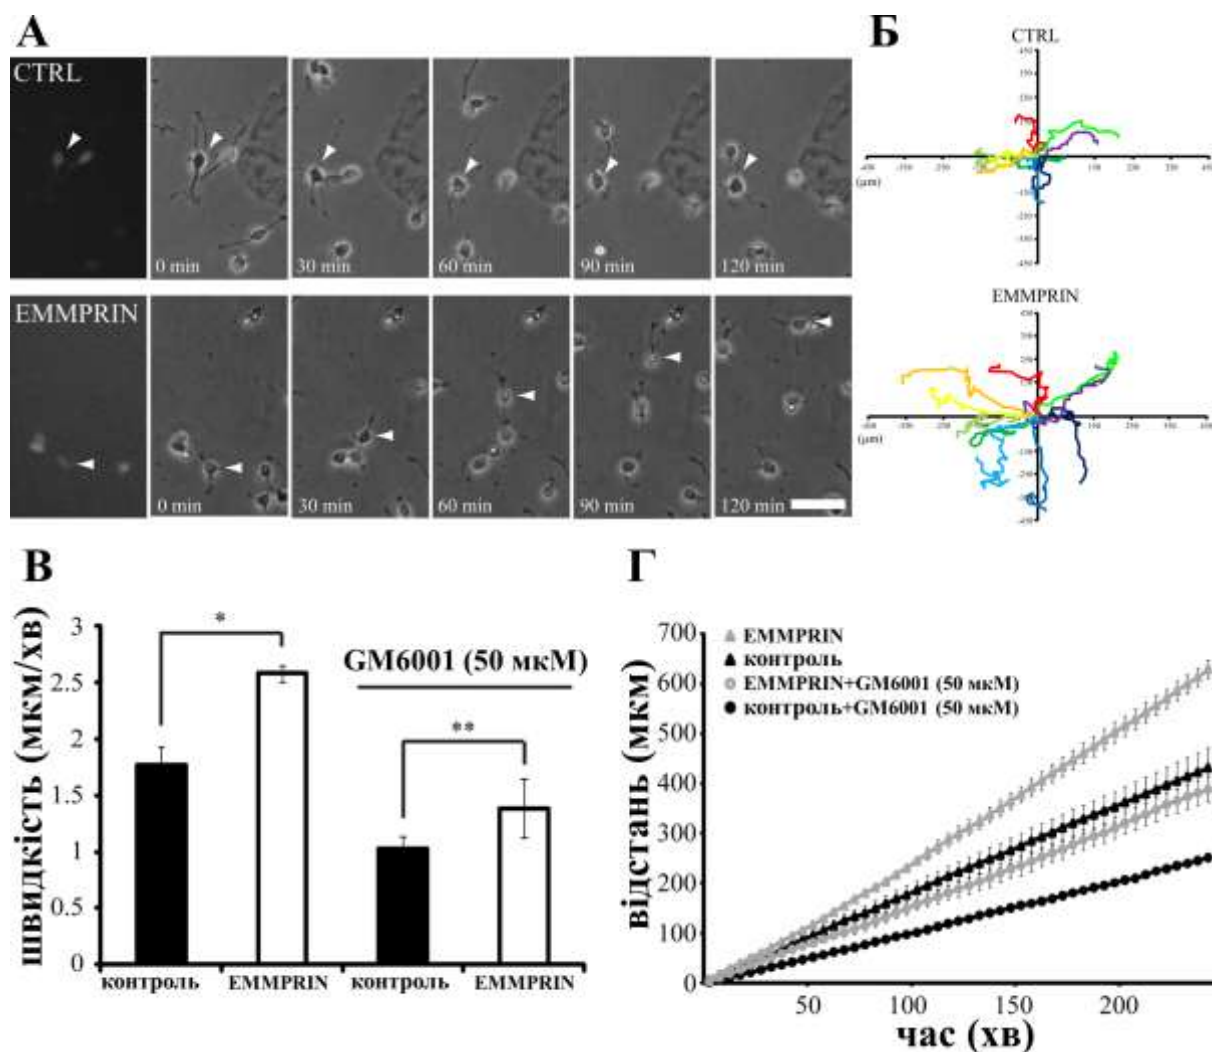 А
Б
CTRL
0 min
30 min
60 min
90 min
120 min
EMMPRIN
0 min
30 min
60 min
90 min
120 min
CTRL
(μm)
EMMPRIN
(μm)
В
швидкість (мкм/хв)
3
2.5
2
1.5
1
0.5
0
*
GM6001 (50 мкМ)
**
контроль
EMMPRIN
контроль
EMMPRIN
Г
відстань (мкм)
700
600
500
400
300
200
100
0
EMMPRIN
контроль
EMMPRIN+GM6001 (50 мкМ)
контроль+GM6001 (50 мкМ)
50
100
150
200
час (хв)